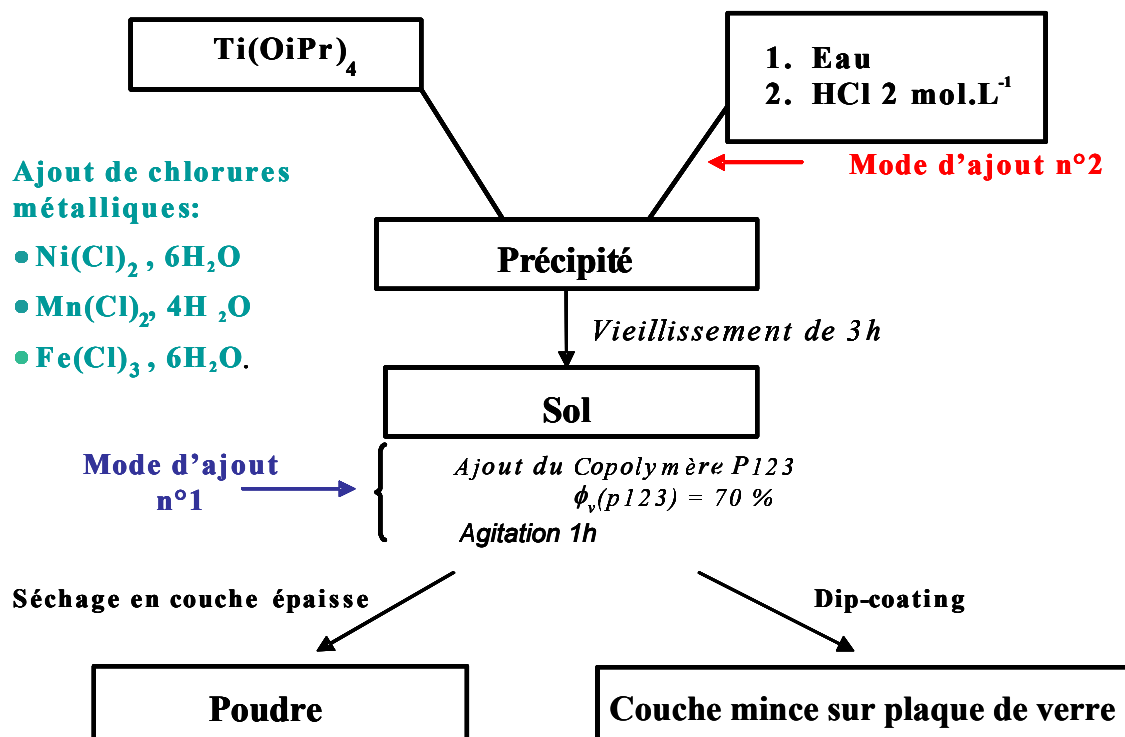 Ti(OiPr)₄
1. Eau
2. HCl 2 mol.L⁻¹
Mode d'ajout n°2
Ajout de chlorures
métalliques:
• Ni(Cl)₂ , 6H₂O
• Mn(Cl)₂, 4H ₂O
• Fe(Cl)₃ , 6H₂O.
Précipité
Vieillissement de 3h
Sol
Mode d'ajout
n°1
Ajout du Copolymère P123
ϕᵥ(p123) = 70 %
Agitation 1h
Séchage en couche épaisse
Dip-coating
Poudre
Couche mince sur plaque de verre